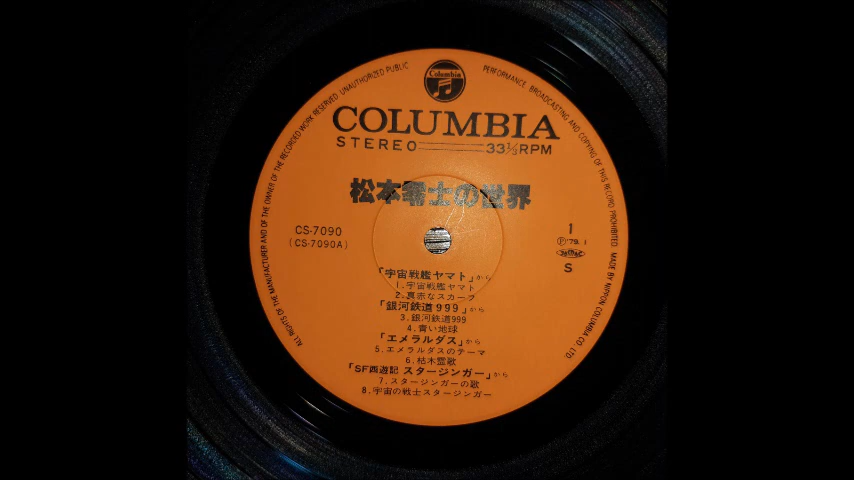 Columbia
COLUMBIA
STEREO 33⅓RPM
松本零士の世界
CS-7090
(CS-7090A)
1
Ⓟ'79.1
S
「宇宙戦艦ヤマト」から
1.宇宙戦艦ヤマト
2.真赤なスカーフ
「銀河鉄道999」から
3.銀河鉄道999
4.青い地球
「エメラルダス」から
5.エメラルダスのテーマ
6.枯木霊歌
「SF西遊記 スタージンガー」から
7.スタージンガーの歌
8.宇宙の戦士スタージンガー
ALL RIGHTS OF THE MANUFACTURER AND OF THE OWNER OF THE RECORDED WORK RESERVED. UNAUTHORIZED PUBLIC PERFORMANCE. BROADCASTING AND COPYING OF THIS RECORD PROHIBITED. MADE BY NIPPON COLUMBIA CO. LTD.